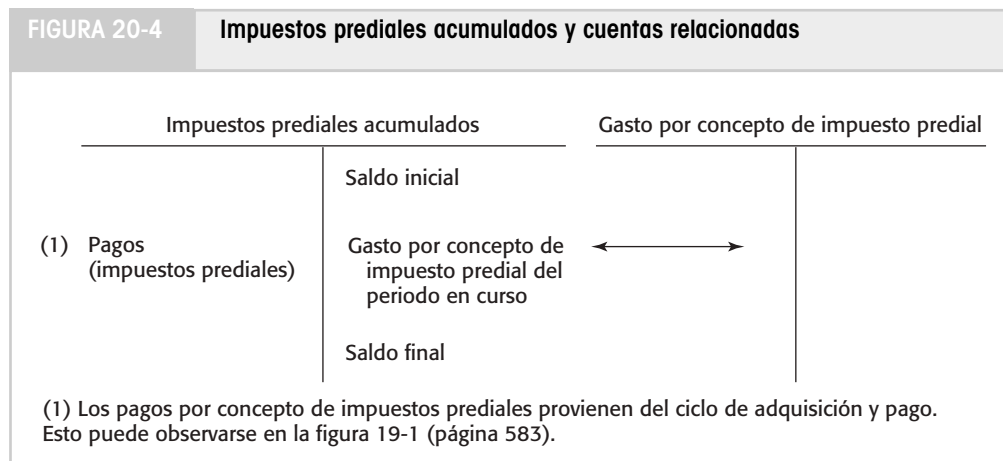 FIGURA 20-4
Impuestos prediales acumulados y cuentas relacionadas
Impuestos prediales acumulados
Gasto por concepto de impuesto predial
Saldo inicial
(1) Pagos
(impuestos prediales)
Gasto por concepto de
impuesto predial del
periodo en curso
Saldo final
(1) Los pagos por concepto de impuestos prediales provienen del ciclo de adquisición y pago.
Esto puede observarse en la figura 19-1 (página 583).